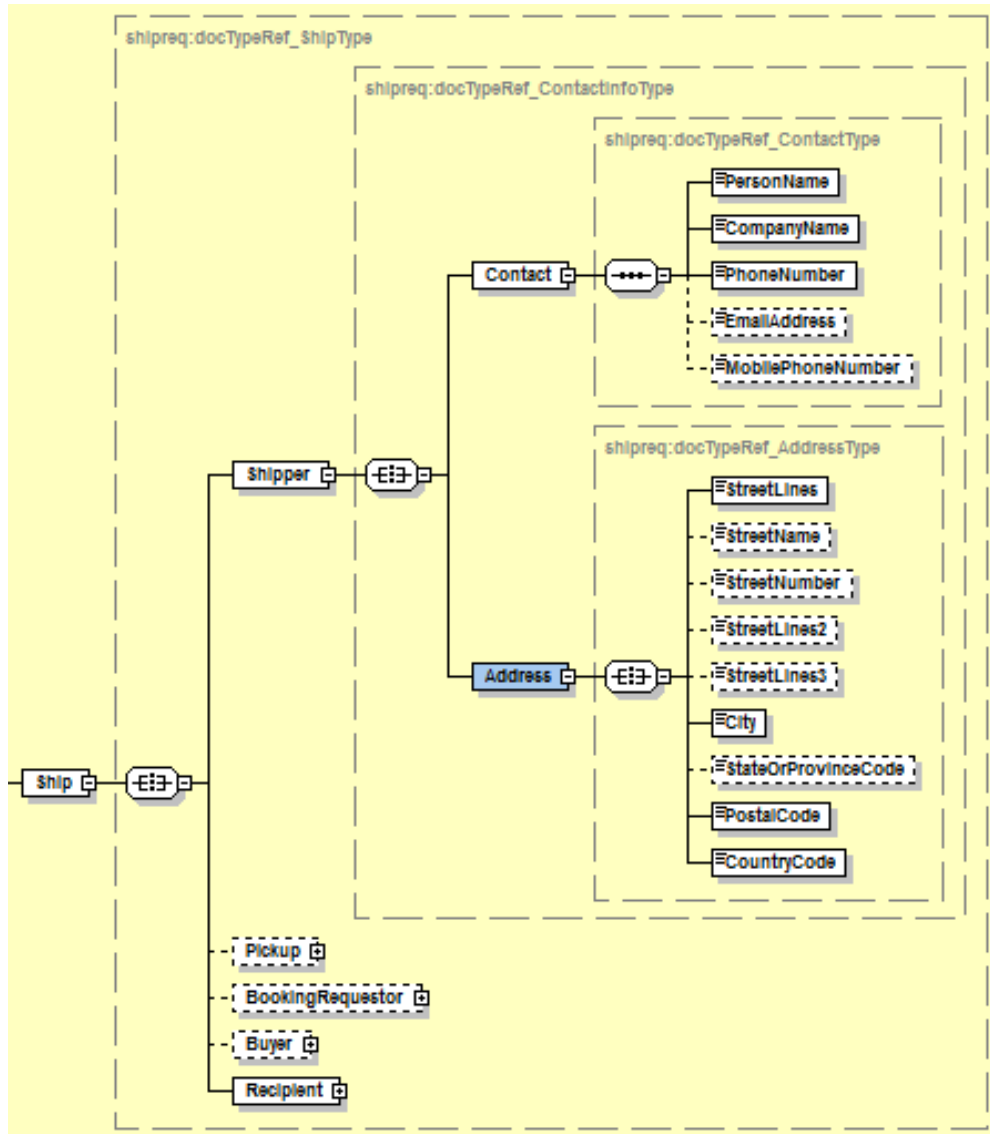 shipreq:docTypeRef_ShipType
shipreq:docTypeRef_ContactInfoType
shipreq:docTypeRef_ContactType
PersonName
CompanyName
Contact
PhoneNumber
EmailAddress
MobilePhoneNumber
shipreq:docTypeRef_AddressType
Shipper
StreetLines
StreetName
StreetNumber
StreetLines2
Address
StreetLines3
City
StateOrProvinceCode
Ship
PostalCode
CountryCode
Pickup
BookingRequestor
Buyer
Recipient